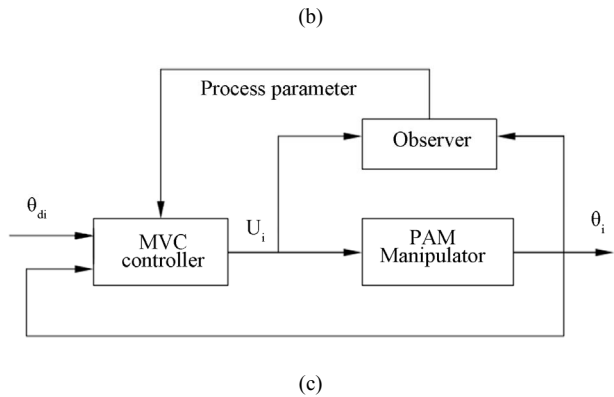 (b)
Process parameter
Observer
θdi
MVC
controller
Ui
PAM
Manipulator
θi
(c)